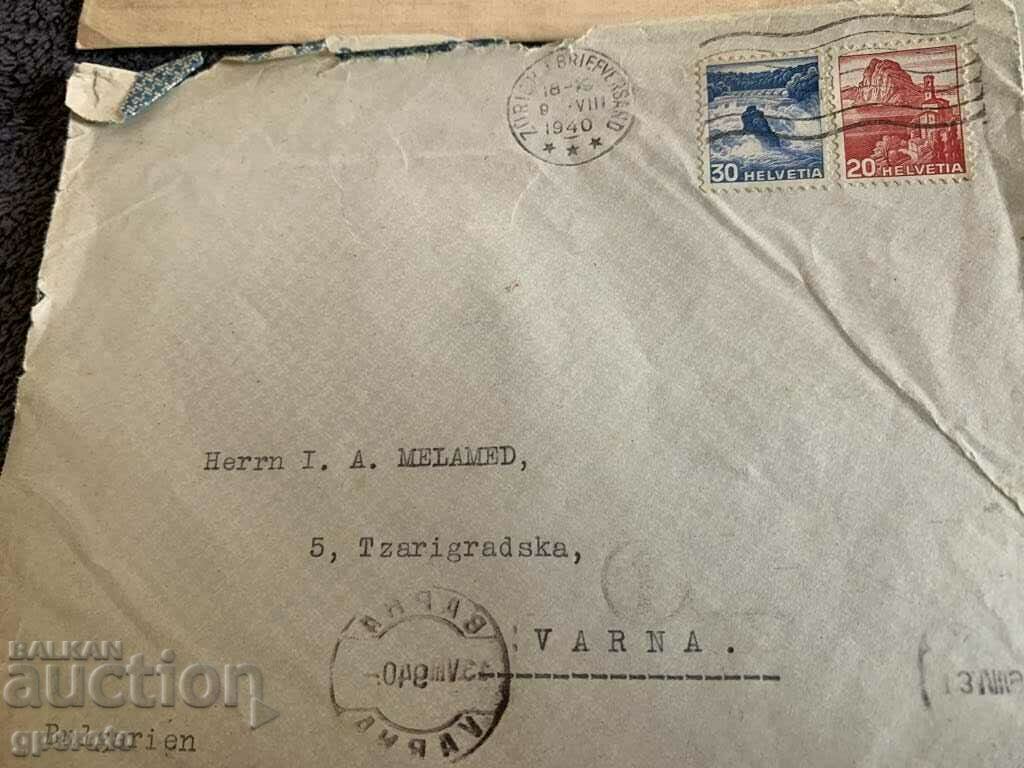 ZÜRICH 1 BRIEFVERSAND
18-
9 VIII
1940
★ ★ ★
30 HELVETIA
20 HELVETIA
Herrn I. A. MELAMED,
5, Tzarigradska,
VARNA.
ВАРНА
VARNA
BALKAN
auction